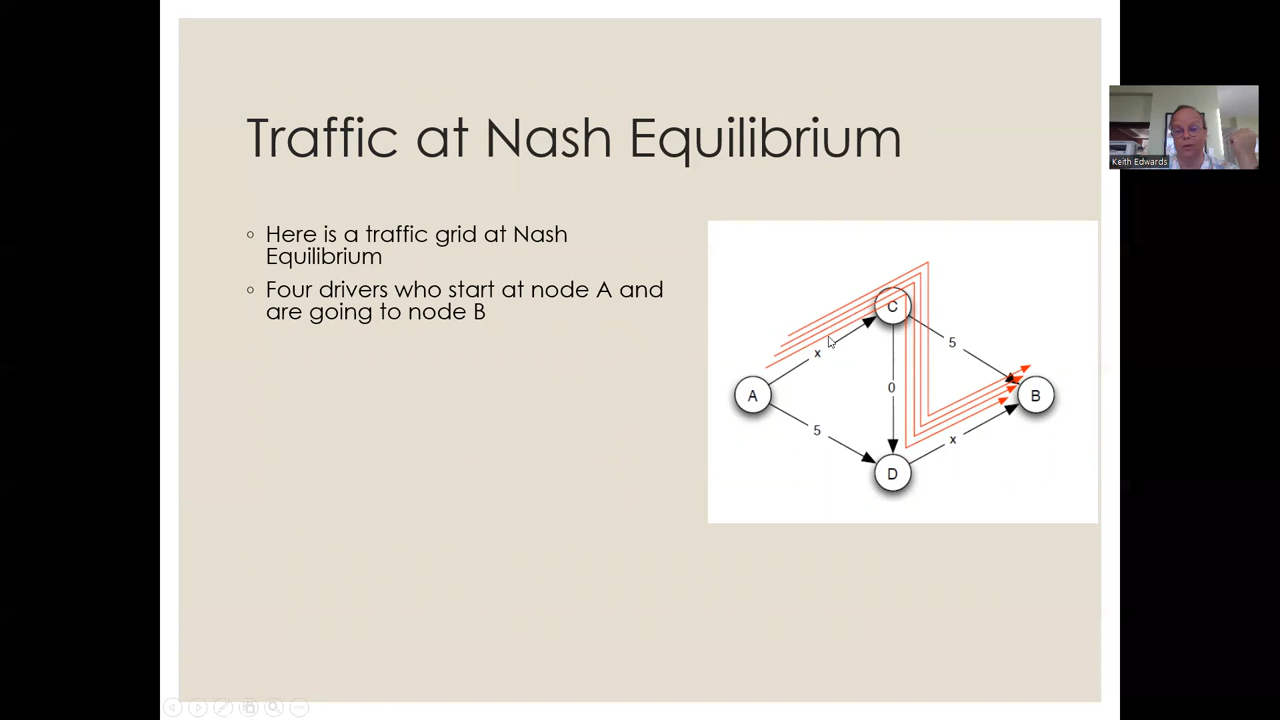 Traffic at Nash Equilibrium
Here is a traffic grid at Nash
Equilibrium
Four drivers who start at node A and
are going to node B
C
x
5
0
A
B
5
x
D
Keith Edwards